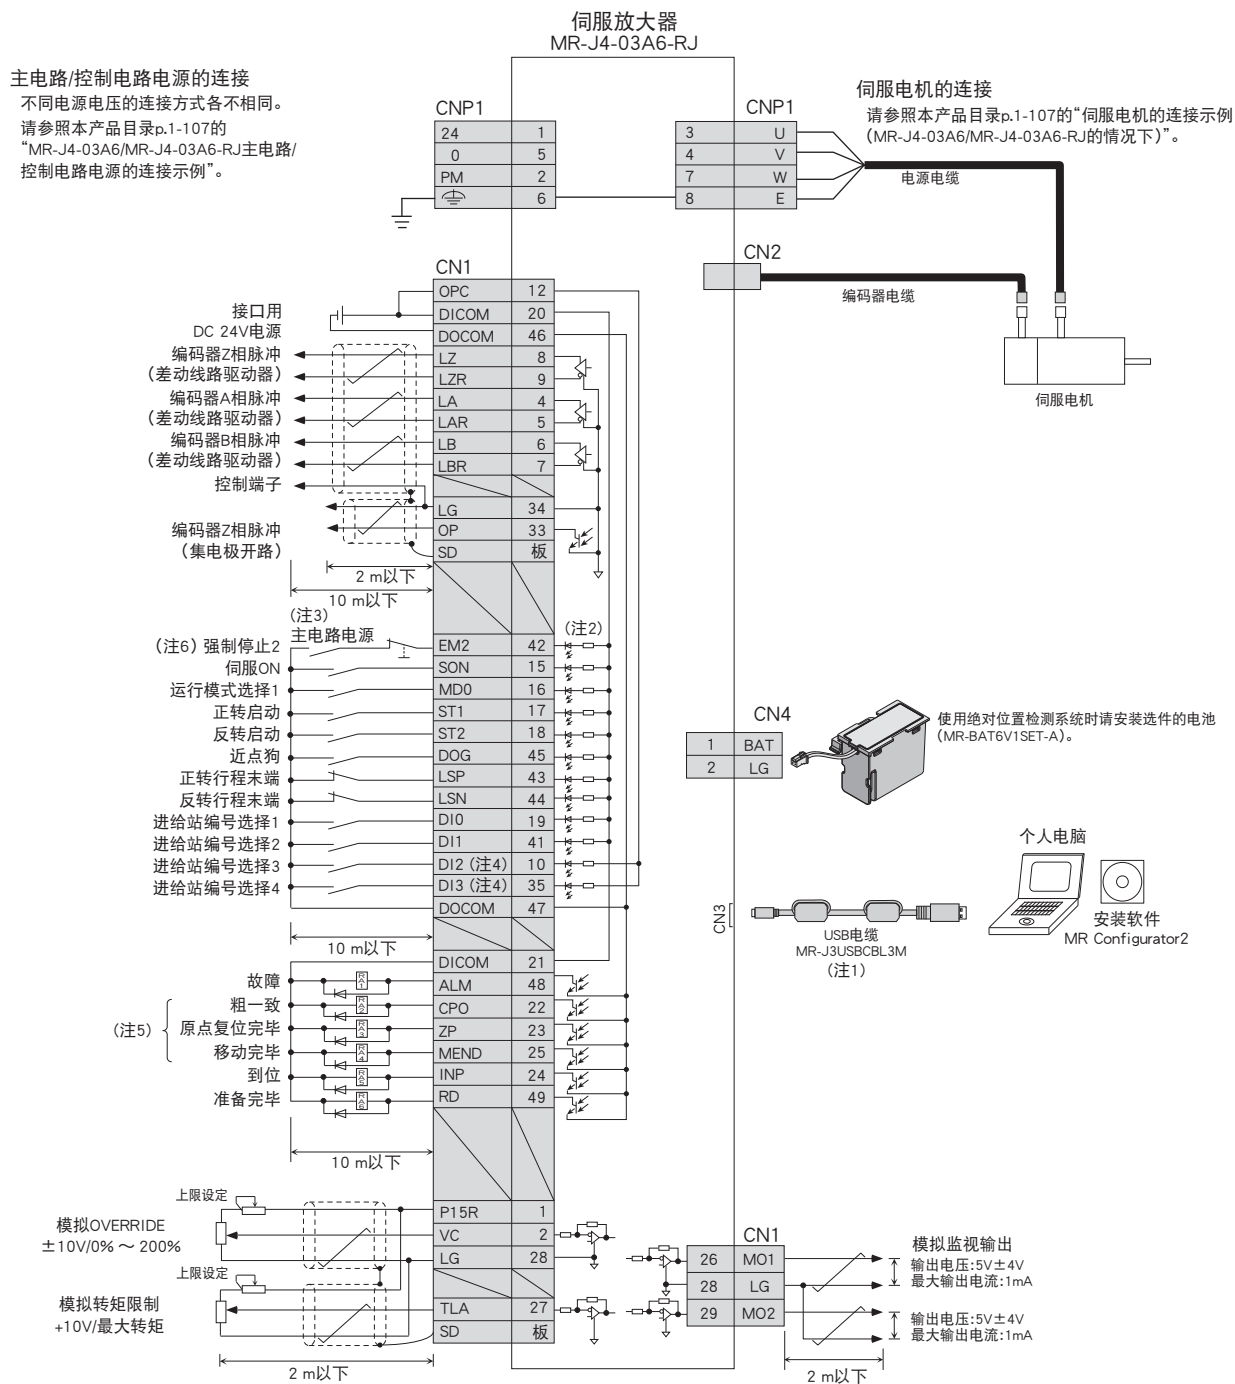 伺服放大器
MR-J4-03A6-RJ
主电路/控制电路电源的连接
不同电源电压的连接方式各不相同。
请参照本产品目录p.1-107的
“MR-J4-03A6/MR-J4-03A6-RJ主电路/
控制电路电源的连接示例”。
CNP1
24 1
0 5
PM 2
6
CNP1
3 U
4 V
7 W
8 E
伺服电机的连接
请参照本产品目录p.1-107的“伺服电机的连接示例
(MR-J4-03A6/MR-J4-03A6-RJ的情况下)”。
电源电缆
CN2
编码器电缆
伺服电机
CN1
OPC 12
接口用
DC 24V电源
DICOM 20
DOCOM 46
编码器Z相脉冲
(差动线路驱动器)
LZ 8
LZR 9
编码器A相脉冲
(差动线路驱动器)
LA 4
LAR 5
编码器B相脉冲
(差动线路驱动器)
LB 6
LBR 7
控制端子
LG 34
编码器Z相脉冲
(集电极开路)
OP 33
SD 板
2 m以下
10 m以下
(注3)
主电路电源
(注2)
(注6) 强制停止2 EM2 42
伺服ON SON 15
运行模式选择1 MD0 16
正转启动 ST1 17
反转启动 ST2 18
近点狗 DOG 45
正转行程末端 LSP 43
反转行程末端 LSN 44
进给站编号选择1 DI0 19
进给站编号选择2 DI1 41
进给站编号选择3 DI2 (注4) 10
进给站编号选择4 DI3 (注4) 35
DOCOM 47
10 m以下
DICOM 21
故障 RA1 ALM 48
(注5)
粗一致 RA2 CPO 22
原点复位完毕 RA3 ZP 23
移动完毕 RA4 MEND 25
到位 RA5 INP 24
准备完毕 RA6 RD 49
10 m以下
CN4
1 BAT
2 LG
使用绝对位置检测系统时请安装选件的电池
(MR-BAT6V1SET-A)。
CN3
USB电缆
MR-J3USBCBL3M
(注1)
个人电脑
安装软件
MR Configurator2
上限设定
模拟OVERRIDE
±10V/0% ～ 200%
P15R 1
VC 2
LG 28
上限设定
模拟转矩限制
+10V/最大转矩
TLA 27
SD 板
2 m以下
CN1
26 MO1
28 LG
29 MO2
模拟监视输出
输出电压:5V±4V
最大输出电流:1mA
输出电压:5V±4V
最大输出电流:1mA
2 m以下